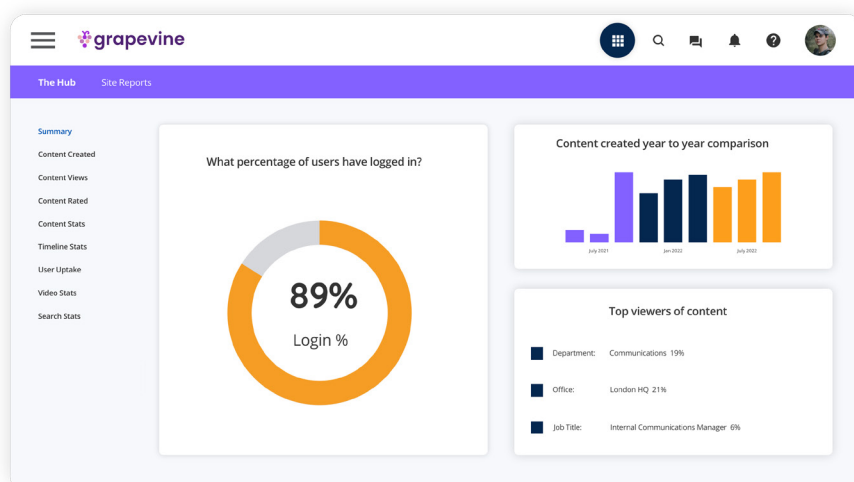 grapevine
The Hub Site Reports
Summary
Content Created
Content Views
Content Rated
Content Stats
Timeline Stats
User Uptake
Video Stats
Search Stats
What percentage of users have logged in?
89%
Login %
Content created year to year comparison
July 2021 Jan 2022 July 2022
Top viewers of content
Department: Communications 19%
Office: London HQ 21%
Job Title: Internal Communications Manager 6%